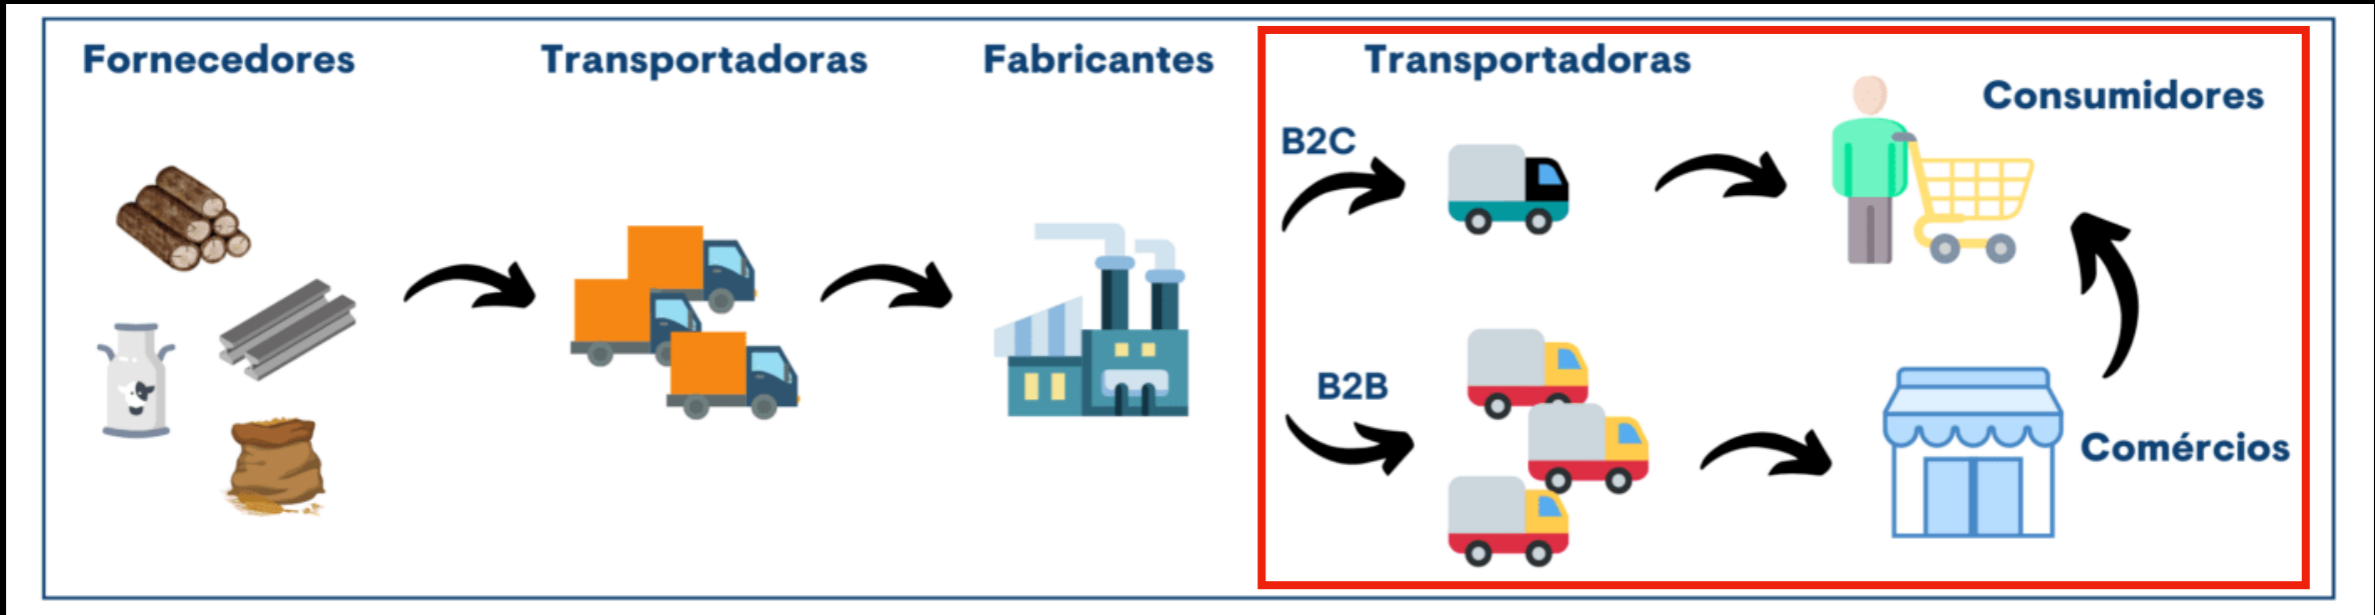 Fornecedores
Transportadoras
Fabricantes
Transportadoras
Consumidores
B2C
B2B
Comércios